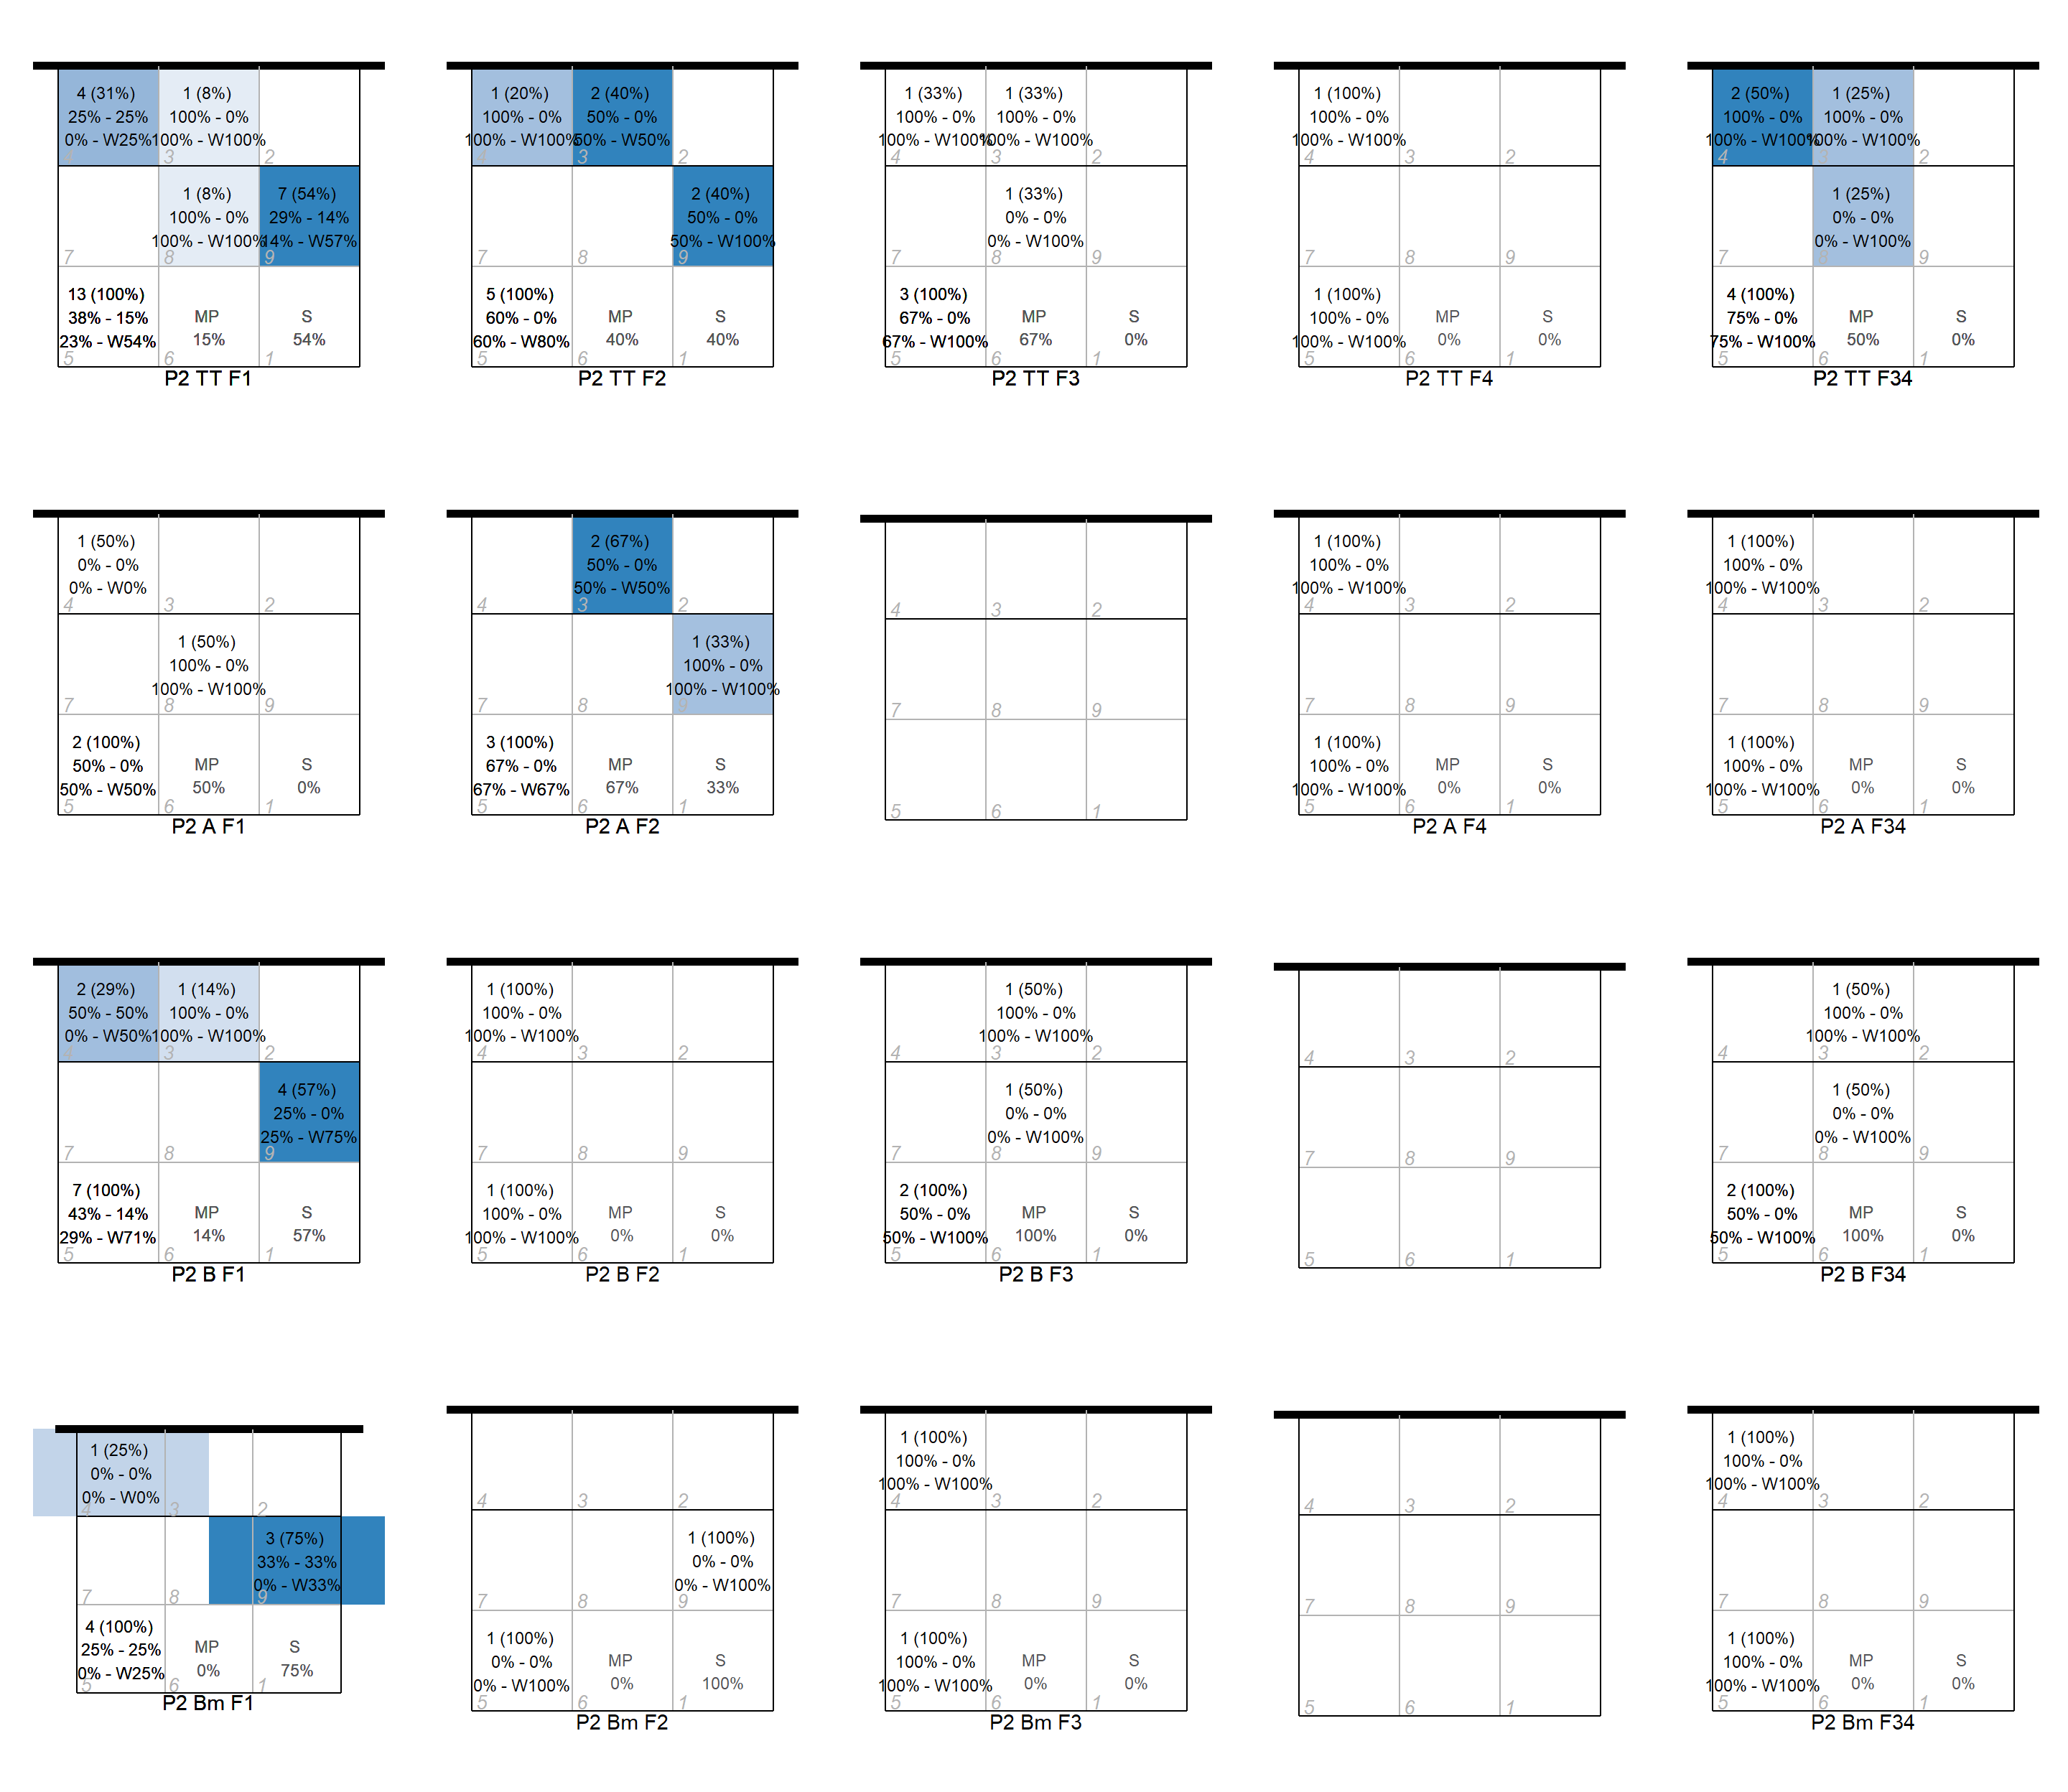 4 (31%) 1 (8%)
25% - 25% 100% - 0%
0% - W25% 100% - W100%
4 3 2
1 (8%) 7 (54%)
100% - 0% 29% - 14%
100% - W100% 14% - W57%
7 8 9
13 (100%)
38% - 15% MP S
23% - W54% 15% 54%
5 6 1
P2 TT F1
1 (20%) 2 (40%)
100% - 0% 50% - 0%
100% - W100% 50% - W50%
4 3 2
2 (40%)
50% - 0%
50% - W100%
7 8 9
5 (100%)
60% - 0% MP S
60% - W80% 40% 40%
5 6 1
P2 TT F2
1 (33%) 1 (33%)
100% - 0% 100% - 0%
100% - W100% 100% - W100%
4 3 2
1 (33%)
0% - 0%
0% - W100%
7 8 9
3 (100%)
67% - 0% MP S
67% - W100% 67% 0%
5 6 1
P2 TT F3
1 (100%)
100% - 0%
100% - W100%
4 3 2
7 8 9
1 (100%)
100% - 0% MP S
100% - W100% 0% 0%
5 6 1
P2 TT F4
2 (50%) 1 (25%)
100% - 0% 100% - 0%
100% - W100% 100% - W100%
4 3 2
1 (25%)
0% - 0%
0% - W100%
7 8 9
4 (100%)
75% - 0% MP S
75% - W100% 50% 0%
5 6 1
P2 TT F34
1 (50%)
0% - 0%
0% - W0%
4 3 2
1 (50%)
100% - 0%
100% - W100%
7 8 9
2 (100%)
50% - 0% MP S
50% - W50% 50% 0%
5 6 1
P2 A F1
2 (67%)
50% - 0%
50% - W50%
4 3 2
1 (33%)
100% - 0%
100% - W100%
7 8 9
3 (100%)
67% - 0% MP S
67% - W67% 67% 33%
5 6 1
P2 A F2
4 3 2
7 8 9
5 6 1
1 (100%)
100% - 0%
100% - W100%
4 3 2
7 8 9
1 (100%)
100% - 0% MP S
100% - W100% 0% 0%
5 6 1
P2 A F4
1 (100%)
100% - 0%
100% - W100%
4 3 2
7 8 9
1 (100%)
100% - 0% MP S
100% - W100% 0% 0%
5 6 1
P2 A F34
2 (29%) 1 (14%)
50% - 50% 100% - 0%
0% - W50% 100% - W100%
4 3 2
4 (57%)
25% - 0%
25% - W75%
7 8 9
7 (100%)
43% - 14% MP S
29% - W71% 14% 57%
5 6 1
P2 B F1
1 (100%)
100% - 0%
100% - W100%
4 3 2
7 8 9
1 (100%)
100% - 0% MP S
100% - W100% 0% 0%
5 6 1
P2 B F2
1 (50%)
100% - 0%
100% - W100%
4 3 2
1 (50%)
0% - 0%
0% - W100%
7 8 9
2 (100%)
50% - 0% MP S
50% - W100% 100% 0%
5 6 1
P2 B F3
4 3 2
7 8 9
5 6 1
1 (50%)
100% - 0%
100% - W100%
4 3 2
1 (50%)
0% - 0%
0% - W100%
7 8 9
2 (100%)
50% - 0% MP S
50% - W100% 100% 0%
5 6 1
P2 B F34
1 (25%)
0% - 0%
0% - W0%
4 3 2
3 (75%)
33% - 33%
0% - W33%
7 8 9
4 (100%)
25% - 25% MP S
0% - W25% 0% 75%
5 6 1
P2 Bm F1
4 3 2
1 (100%)
0% - 0%
0% - W100%
7 8 9
1 (100%)
0% - 0% MP S
0% - W100% 0% 100%
5 6 1
P2 Bm F2
1 (100%)
100% - 0%
100% - W100%
4 3 2
7 8 9
1 (100%)
100% - 0% MP S
100% - W100% 0% 0%
5 6 1
P2 Bm F3
4 3 2
7 8 9
5 6 1
1 (100%)
100% - 0%
100% - W100%
4 3 2
7 8 9
1 (100%)
100% - 0% MP S
100% - W100% 0% 0%
5 6 1
P2 Bm F34